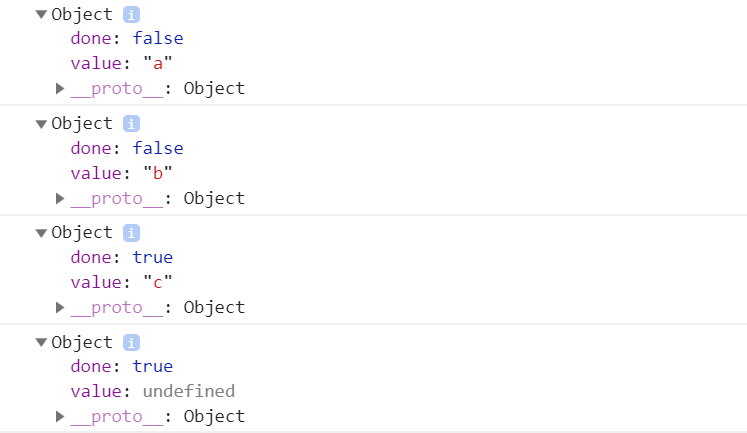 ▼Object i
done: false
value: "a"
▶__proto__: Object
▼Object i
done: false
value: "b"
▶__proto__: Object
▼Object i
done: true
value: "c"
▶__proto__: Object
▼Object i
done: true
value: undefined
▶__proto__: Object